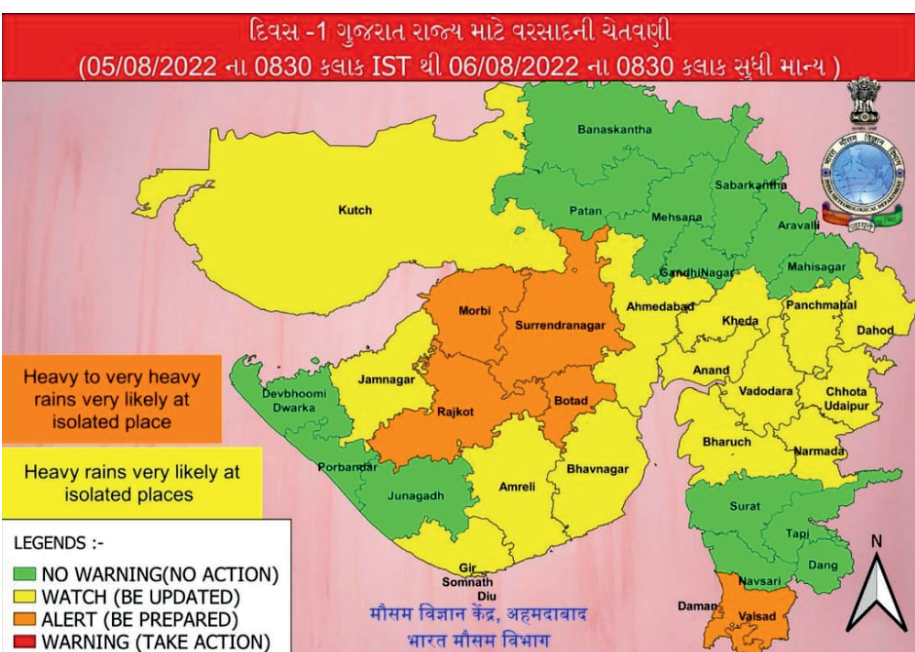 દિવસ -1 ગુજરાત રાજ્ય માટે વરસાદની ચેતવણી
(05/08/2022 ના 0830 કલાક IST થી 06/08/2022 ના 0830 કલાક સુધી માન્ય )
Banaskantha
Sabarkantha
Kutch
Patan
Mehsana
Aravalli
GandhiNagar
Mahisagar
Morbi
Surrendranagar
Ahmedabad
Kheda
Panchmahal
Dahod
Heavy to very heavy
rains very likely at
isolated place
Jamnagar
Devbhoomi
Dwarka
Rajkot
Botad
Anand
Vadodara
Chhota
Udaipur
Bharuch
Narmada
Heavy rains very likely at
isolated places
Porbandar
Junagadh
Amreli
Bhavnagar
Surat
Tapi
Dang
Navsari
Gir
Somnath
Diu
Daman
Valsad
N
LEGENDS :-
NO WARNING(NO ACTION)
WATCH (BE UPDATED)
ALERT (BE PREPARED)
WARNING (TAKE ACTION)
मौसम विज्ञान केंद्र, अहमदाबाद
भारत मौसम विभाग